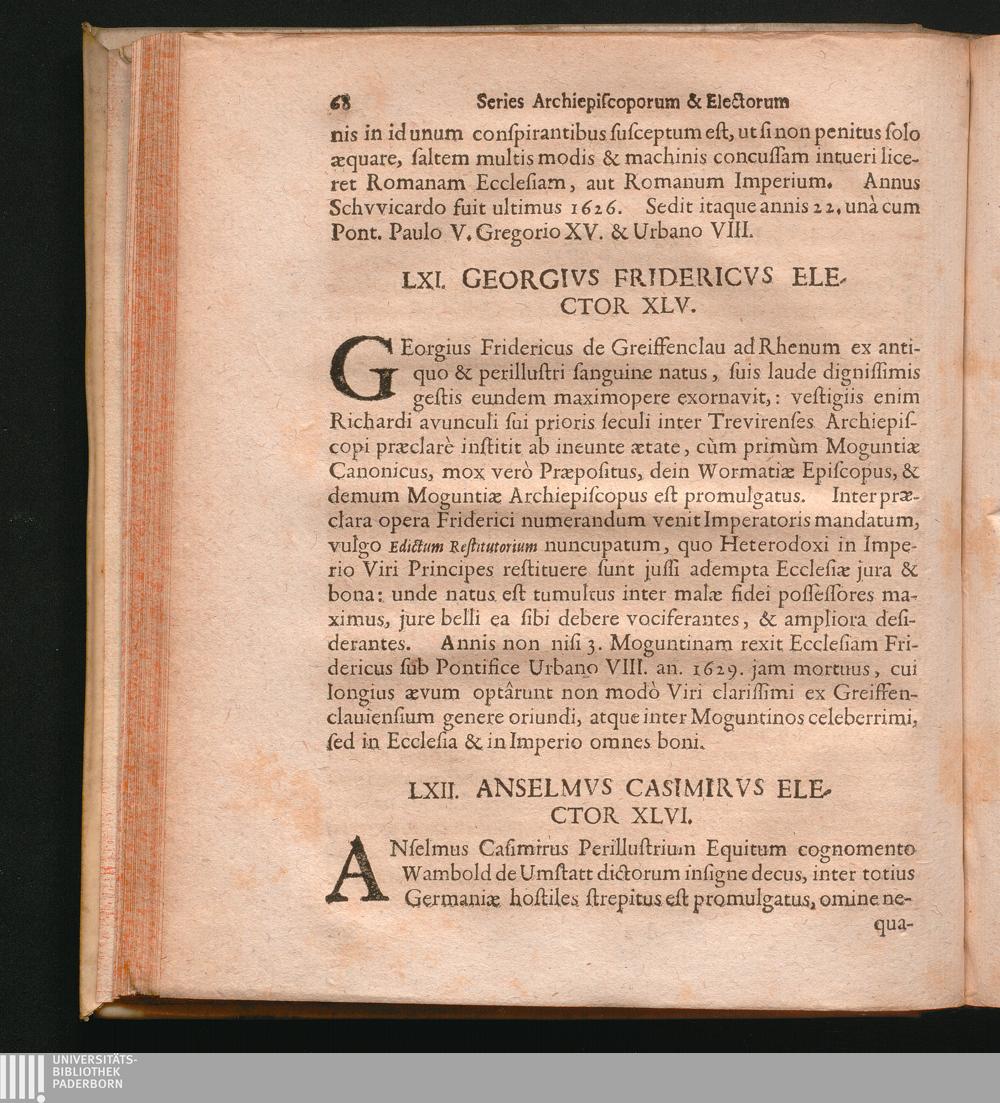 68 Series Archiepiſcoporum & Electorum
nis in id unum conſpirantibus ſuſceptum eſt, ut ſi non penitus ſolo
æquare, ſaltem multis modis & machinis concuſſam intueri lice-
ret Romanam Eccleſiam, aut Romanum Imperium. Annus
Schvvicardo fuit ultimus 1626. Sedit itaque annis 22. unà cum
Pont. Paulo V. Gregorio XV. & Urbano VIII.
LXI. GEORGIVS FRIDERICVS ELE-
CTOR XLV.
GEorgius Fridericus de Greiffenclau ad Rhenum ex anti-
quo & perilluſtri ſanguine natus, ſuis laude digniſſimis
geſtis eundem maximopere exornavit,: veſtigiis enim
Richardi avunculi ſui prioris ſeculi inter Trevirenſes Archiepiſ-
copi præclarè inſtitit ab ineunte ætate, cùm primùm Moguntiæ
Canonicus, mox verò Præpoſitus, dein Wormatiæ Epiſcopus, &
demum Moguntiæ Archiepiſcopus eſt promulgatus. Inter præ-
clara opera Friderici numerandum venit Imperatoris mandatum,
vulgo Edictum Reſtitutorium nuncupatum, quo Heterodoxi in Impe-
rio Viri Principes reſtituere ſunt juſſi adempta Eccleſiæ jura &
bona: unde natus eſt tumultus inter malæ fidei poſſeſſores ma-
ximus, jure belli ea ſibi debere vociferantes, & ampliora deſi-
derantes. Annis non niſi 3. Moguntinam rexit Eccleſiam Fri-
dericus ſub Pontifice Urbano VIII. an. 1629. jam mortuus, cui
longius ævum optârunt non modò Viri clariſſimi ex Greiffen-
clauienſium genere oriundi, atque inter Moguntinos celeberrimi,
ſed in Eccleſia & in Imperio omnes boni.
LXII. ANSELMVS CASIMIRVS ELE-
CTOR XLVI.
ANſelmus Caſimirus Perilluſtrium Equitum cognomento
Wambold de Umſtatt dictorum inſigne decus, inter totius
Germaniæ hoſtiles ſtrepitus eſt promulgatus, omine ne-
qua-
UNIVERSITÄTS-
BIBLIOTHEK
PADERBORN